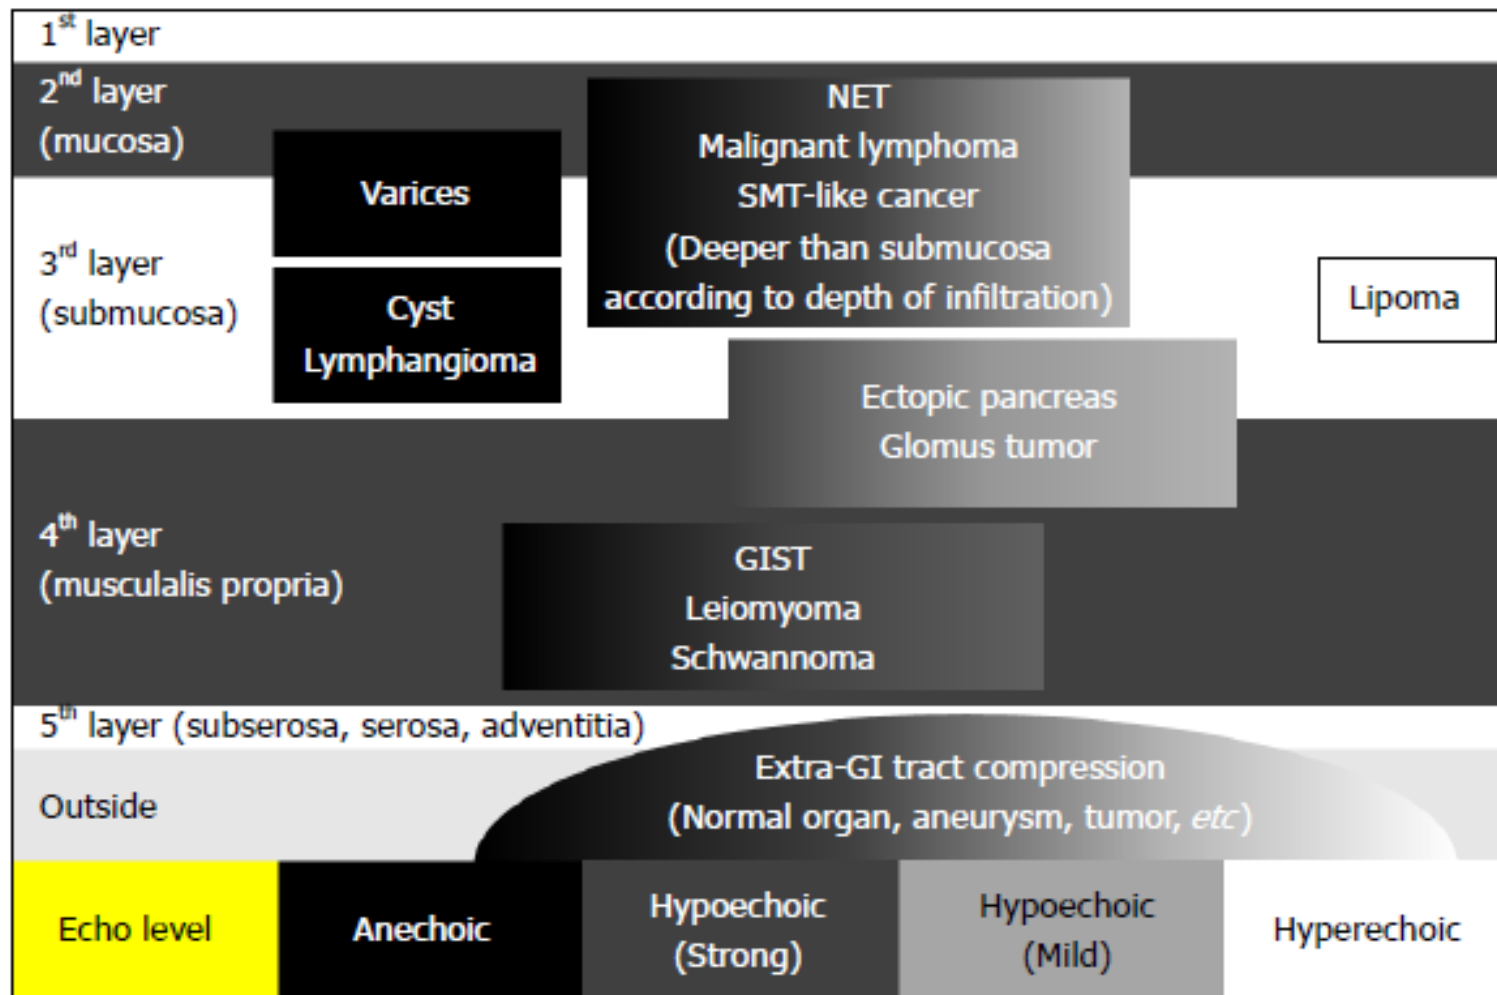 1st layer
2nd layer
(mucosa)
NET
Malignant lymphoma
SMT-like cancer
(Deeper than submucosa
according to depth of infiltration)
Varices
3rd layer
(submucosa)
Cyst
Lymphangioma
Lipoma
Ectopic pancreas
Glomus tumor
4th layer
(musculalis propria)
GIST
Leiomyoma
Schwannoma
5th layer (subserosa, serosa, adventitia)
Outside
Extra-GI tract compression
(Normal organ, aneurysm, tumor, etc)
Echo level
Anechoic
Hypoechoic
(Strong)
Hypoechoic
(Mild)
Hyperechoic